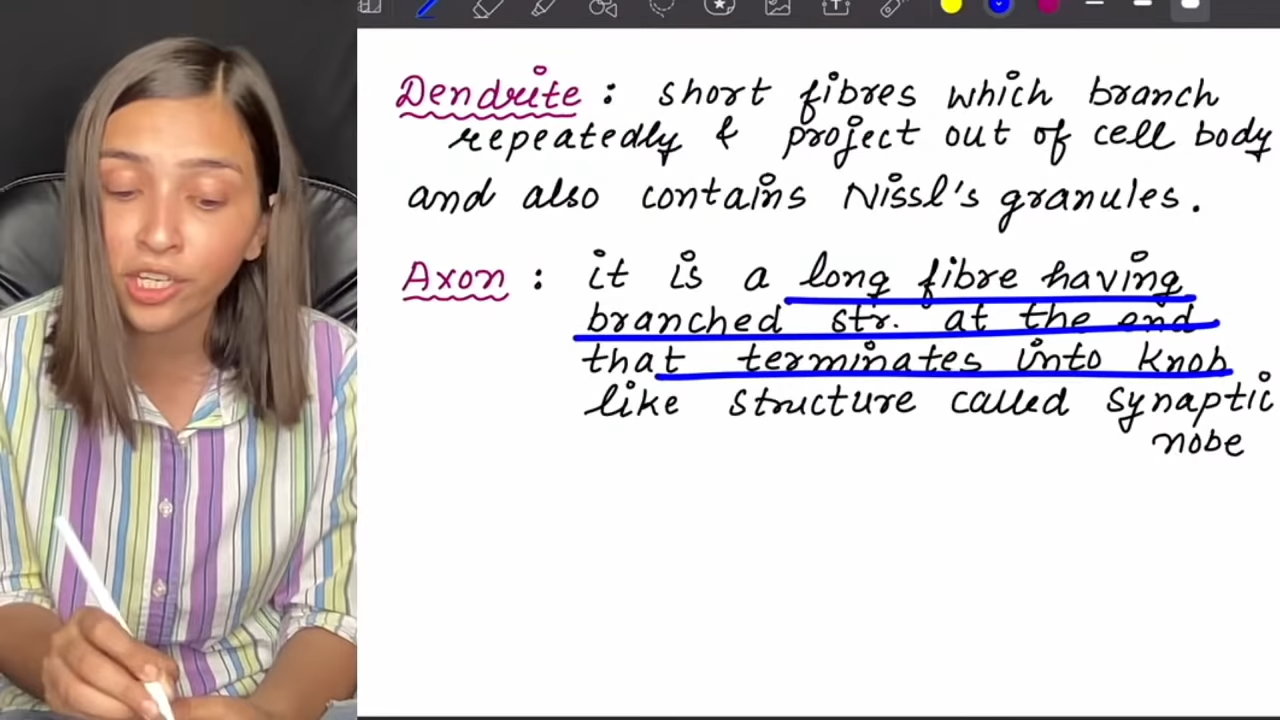 Dendrite : short fibres which branch
repeatedly & project out of cell body
and also contains Nissl's granules.
Axon : it is a long fibre having
branched str. at the end
that terminates into knob
like structure called synaptic
nobe